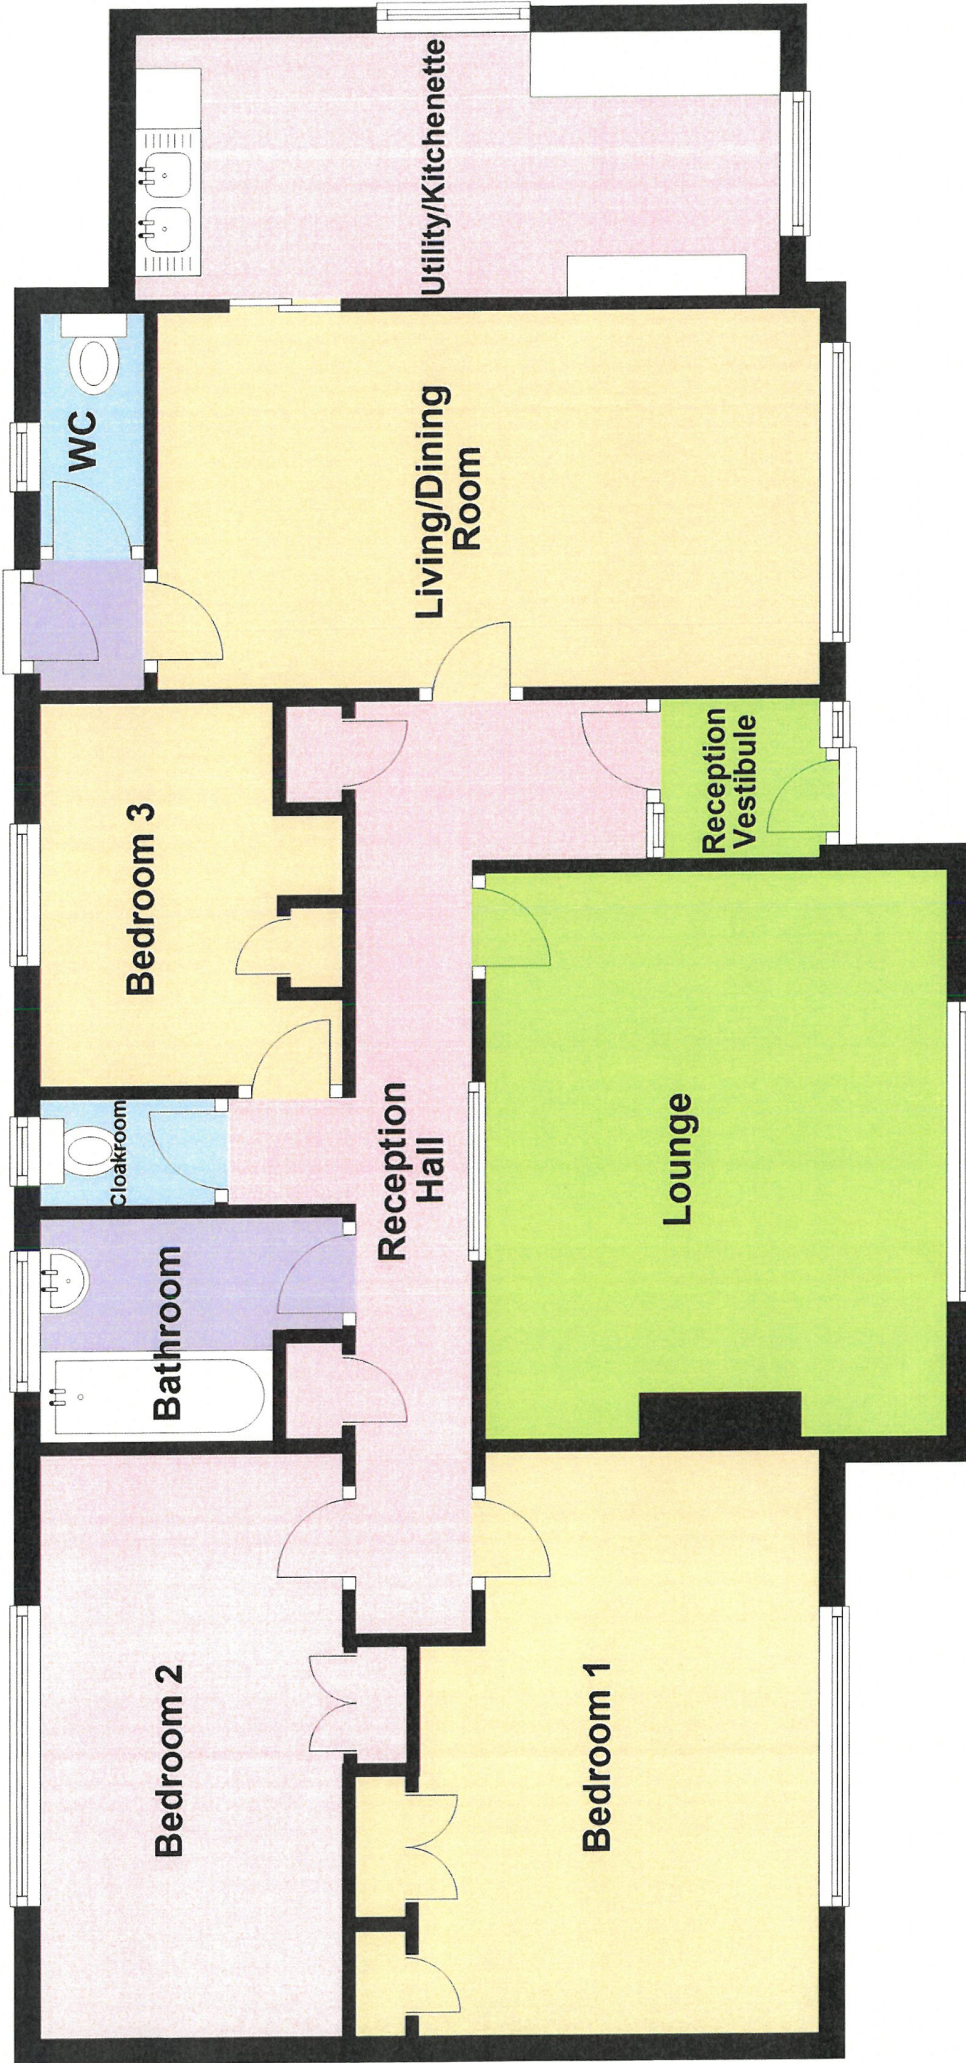 Utility/Kitchenette
WC
Living/Dining
Room
Bedroom 3
Reception
Vestibule
Cloakroom
Reception
Hall
Lounge
Bathroom
Bedroom 2
Bedroom 1